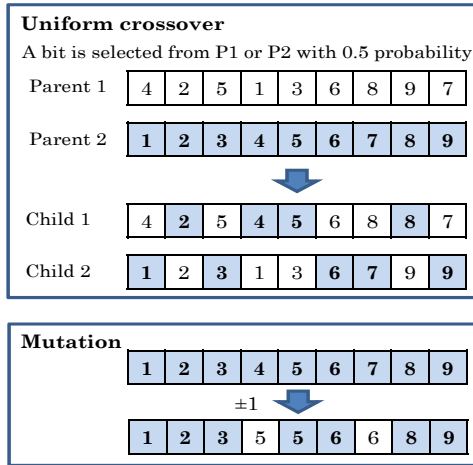 Uniform crossover
A bit is selected from P1 or P2 with 0.5 probability
Parent 1 4 2 5 1 3 6 8 9 7
Parent 2 1 2 3 4 5 6 7 8 9
Child 1 4 2 5 4 5 6 8 8 7
Child 2 1 2 3 1 3 6 7 9 9
Mutation
1 2 3 4 5 6 7 8 9
±1
1 2 3 5 5 6 6 8 9